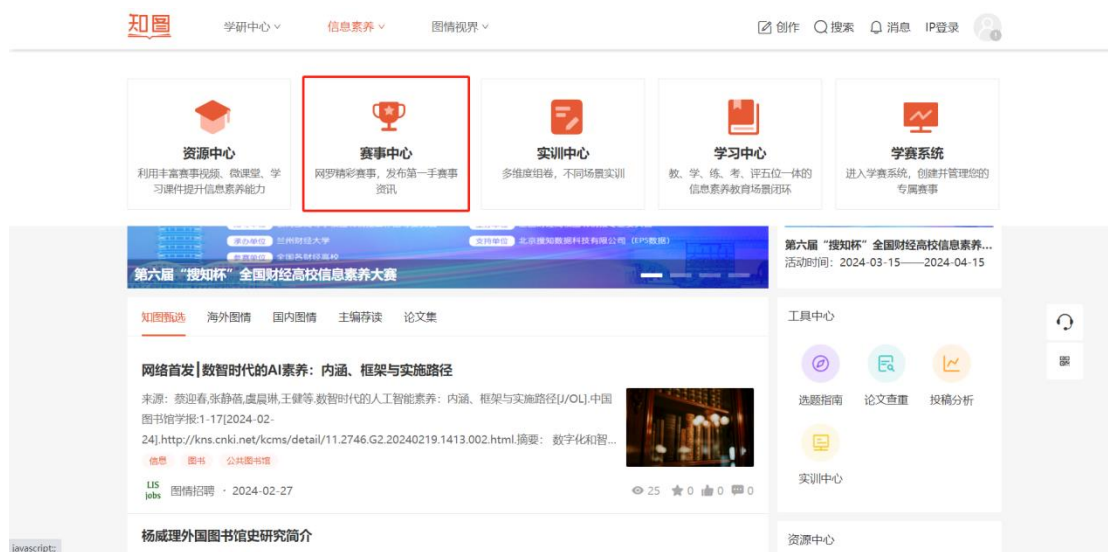 知图
学研中心
信息素养
图情视界
创作
搜索
消息
IP登录
资源中心
利用丰富赛事视频、微课堂、学
习课件提升信息素养能力
赛事中心
网罗精彩赛事，发布第一手赛事
资讯
实训中心
多维度组卷，不同场景实训
学习中心
教、学、练、考、评五位一体的
信息素养教育场景闭环
学赛系统
进入学赛系统，创建并管理您的
专属赛事
承办单位 兰州财经大学
支持单位 北京搜知数据科技有限公司（EPS数据）
参赛单位 全国各财经高校
第六届“搜知杯”全国财经高校信息素养大赛
第六届“搜知杯”全国财经高校信息素养...
活动时间：2024-03-15——2024-04-15
知图甄选
海外图情
国内图情
主编荐读
论文集
网络首发|数智时代的AI素养：内涵、框架与实施路径
来源：蔡迎春,张静蓓,虞晨琳,王健等.数智时代的人工智能素养：内涵、框架与实施路径[J/OL].中国
图书馆学报:1-17[2024-02-
24].http://kns.cnki.net/kcms/detail/11.2746.G2.20240219.1413.002.html.摘要： 数字化和智...
信息
图书
公共图书馆
LIS
jobs
图情招聘 · 2024-02-27
25 0 0 0
杨威理外国图书馆史研究简介
工具中心
选题指南
论文查重
投稿分析
实训中心
资源中心
javascript:;